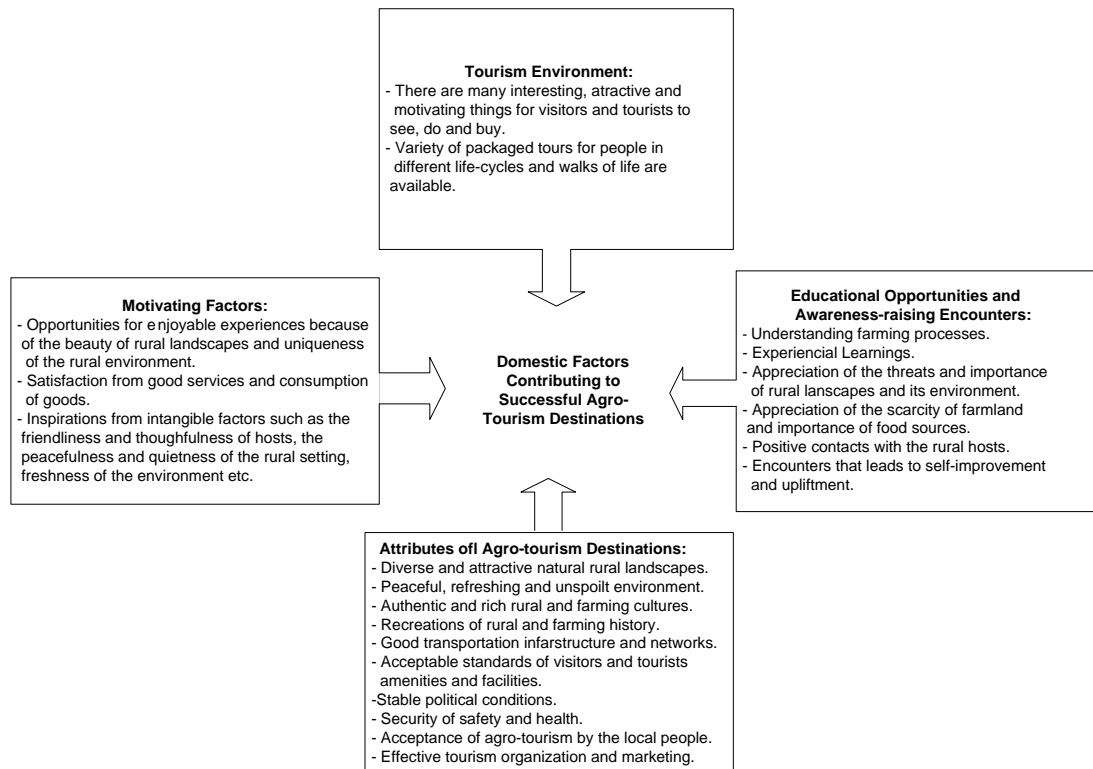 Tourism Environment:
- There are many interesting, atractive and
motivating things for visitors and tourists to
see, do and buy.
- Variety of packaged tours for people in
different life-cycles and walks of life are
available.
Motivating Factors:
- Opportunities for enjoyable experiences because
of the beauty of rural landscapes and uniqueness
of the rural environment.
- Satisfaction from good services and consumption
of goods.
- Inspirations from intangible factors such as the
friendliness and thoughfulness of hosts, the
peacefulness and quietness of the rural setting,
freshness of the environment etc.
Domestic Factors
Contributing to
Successful Agro-
Tourism Destinations
Educational Opportunities and
Awareness-raising Encounters:
- Understanding farming processes.
- Experiencial Learnings.
- Appreciation of the threats and importance
of rural lanscapes and its environment.
- Appreciation of the scarcity of farmland
and importance of food sources.
- Positive contacts with the rural hosts.
- Encounters that leads to self-improvement
and upliftment.
Attributes ofl Agro-tourism Destinations:
- Diverse and attractive natural rural landscapes.
- Peaceful, refreshing and unspoilt environment.
- Authentic and rich rural and farming cultures.
- Recreations of rural and farming history.
- Good transportation infarstructure and networks.
- Acceptable standards of visitors and tourists
amenities and facilities.
-Stable political conditions.
- Security of safety and health.
- Acceptance of agro-tourism by the local people.
- Effective tourism organization and marketing.